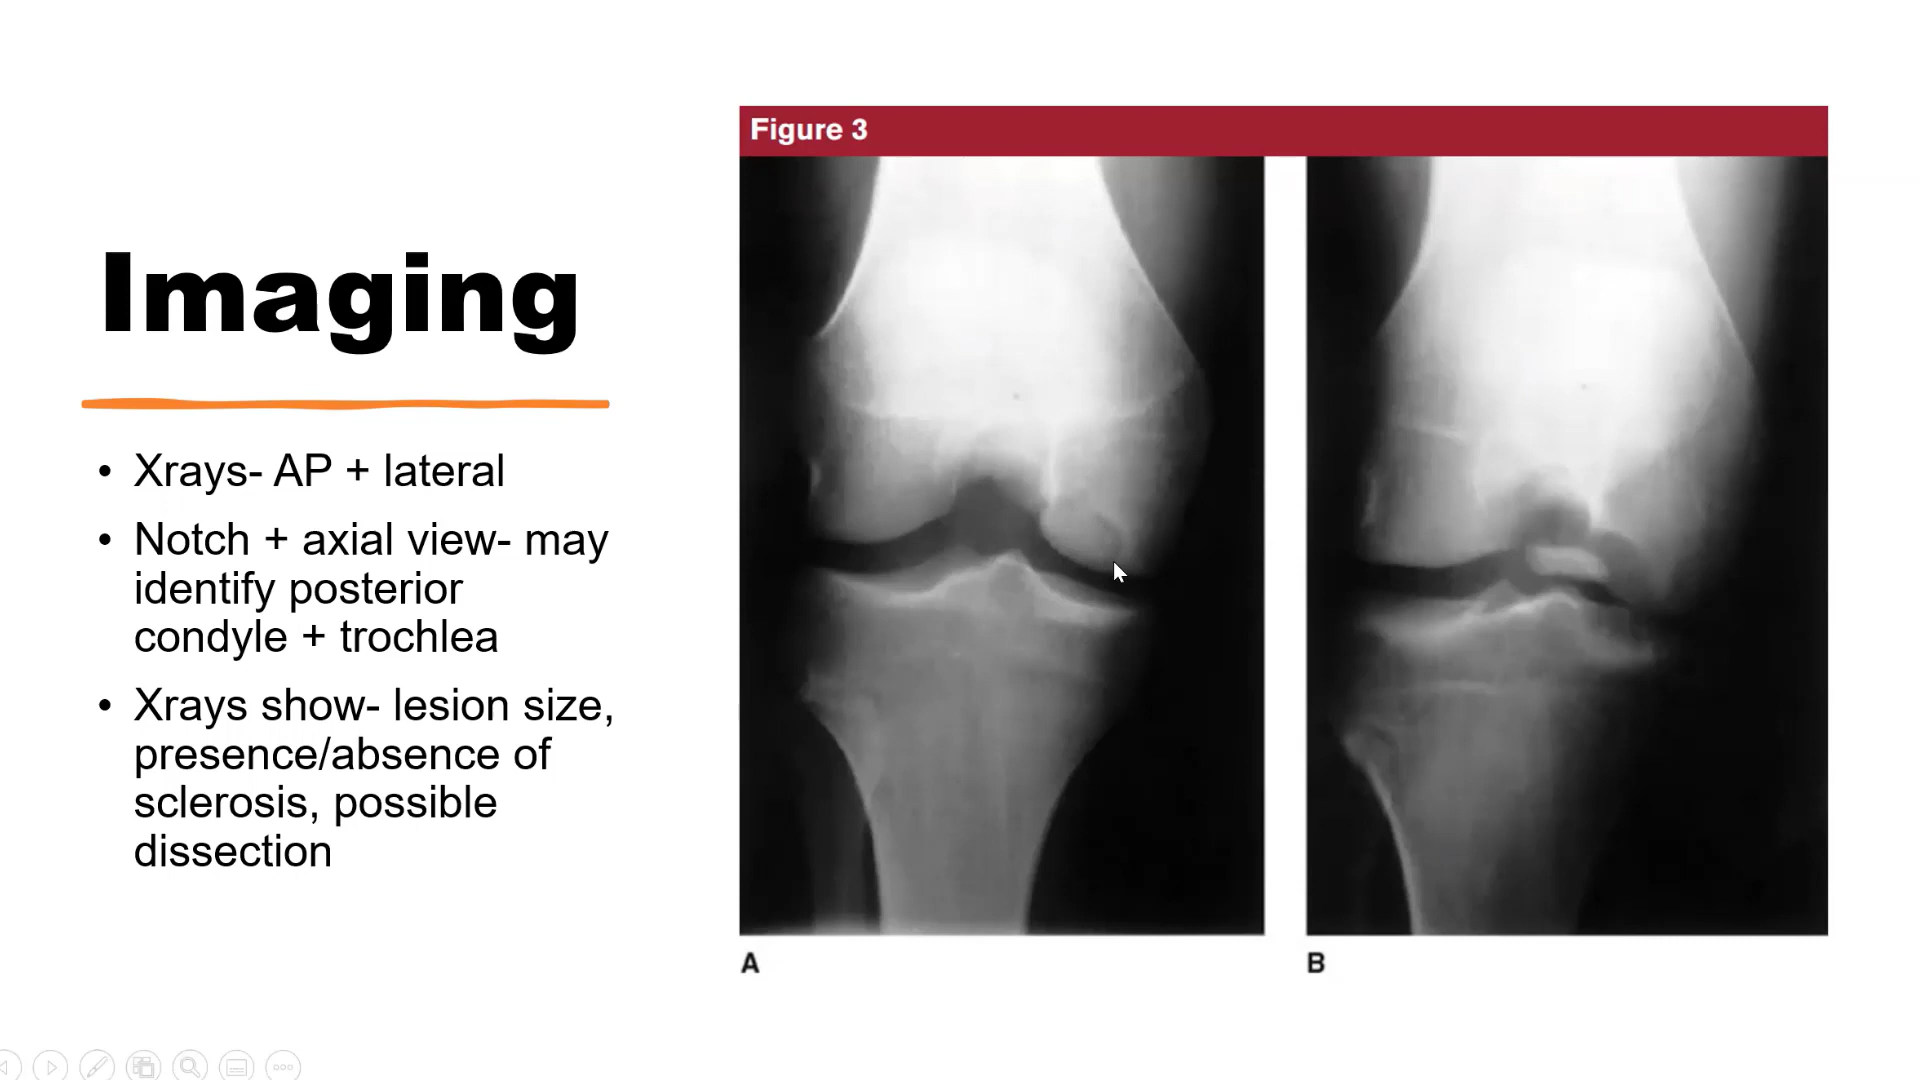 Imaging
• Xrays- AP + lateral
• Notch + axial view- may
identify posterior
condyle + trochlea
• Xrays show- lesion size,
presence/absence of
sclerosis, possible
dissection
Figure 3
A
B